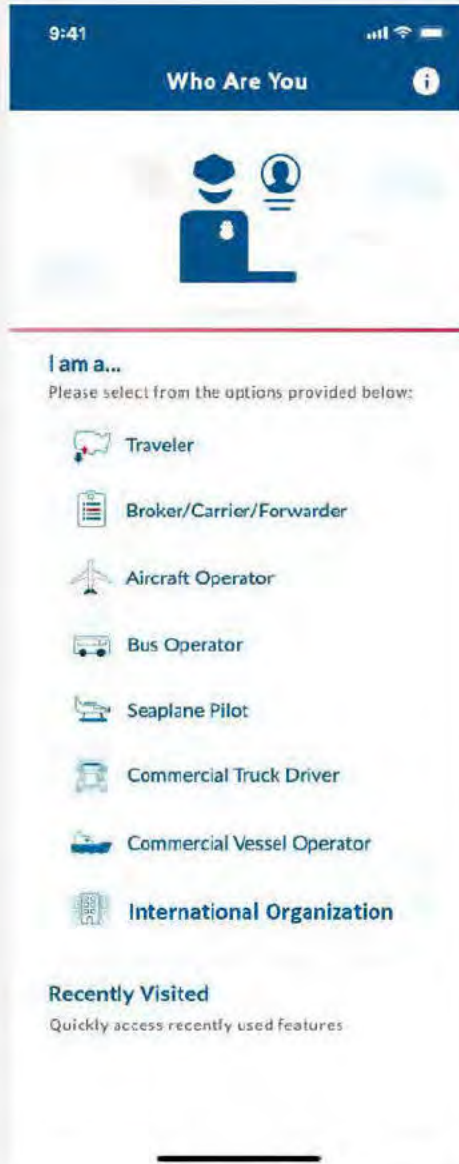 9:41
Who Are You
I am a...
Please select from the options provided below:
Traveler
Broker/Carrier/Forwarder
Aircraft Operator
Bus Operator
Seaplane Pilot
Commercial Truck Driver
Commercial Vessel Operator
International Organization
Recently Visited
Quickly access recently used features